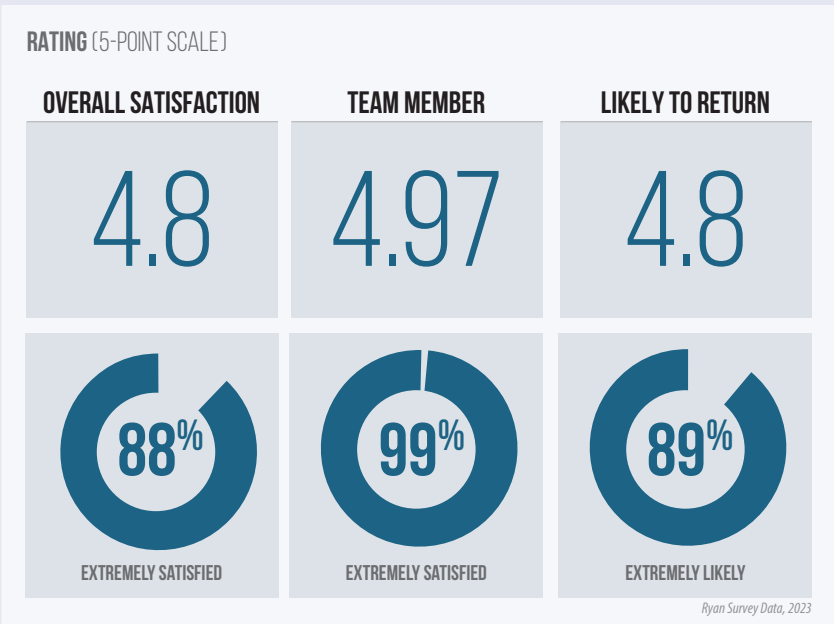 RATING (5-POINT SCALE)
OVERALL SATISFACTION
TEAM MEMBER
LIKELY TO RETURN
4.8
4.97
4.8
88%
99%
89%
EXTREMELY SATISFIED
EXTREMELY SATISFIED
EXTREMELY LIKELY
Ryan Survey Data, 2023